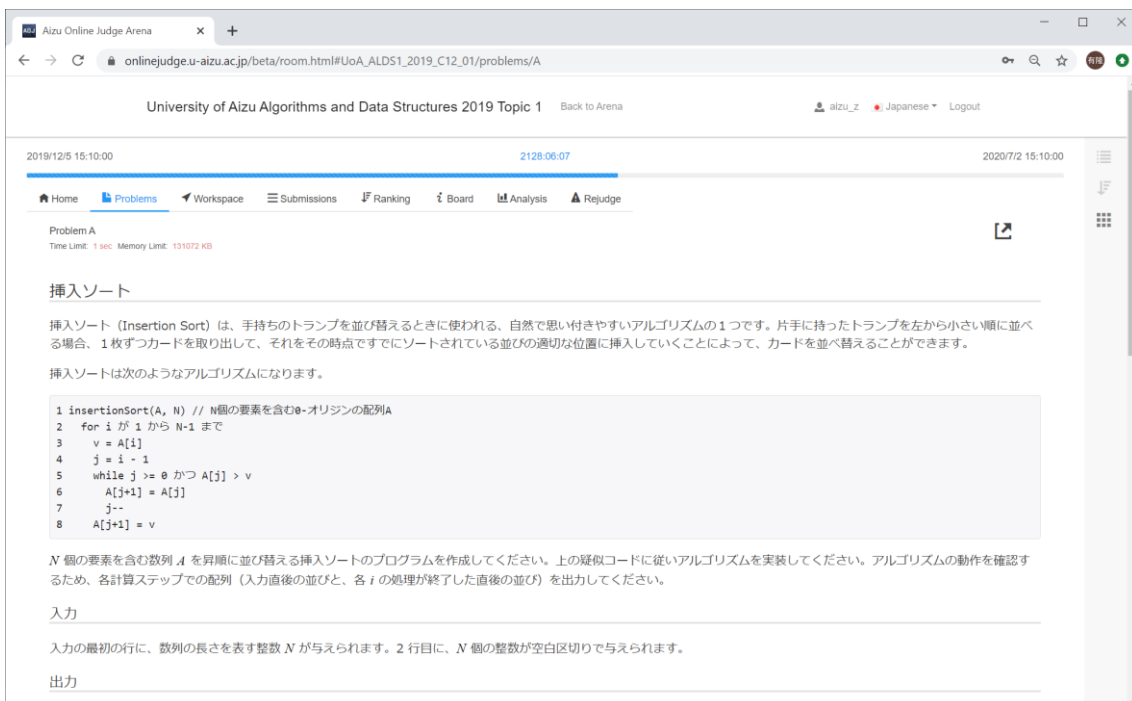 AOJ Aizu Online Judge Arena × +
onlinejudge.u-aizu.ac.jp/beta/room.html#UoA_ALDS1_2019_C12_01/problems/A 有隆
University of Aizu Algorithms and Data Structures 2019 Topic 1 Back to Arena aizu_z Japanese Logout
2019/12/5 15:10:00 2128:06:07 2020/7/2 15:10:00
Home Problems Workspace Submissions Ranking Board Analysis Rejudge
Problem A
Time Limit: 1 sec Memory Limit: 131072 KB
挿入ソート
挿入ソート（Insertion Sort）は、手持ちのトランプを並び替えるときに使われる、自然で思い付きやすいアルゴリズムの１つです。片手に持ったトランプを左から小さい順に並べ
る場合、１枚ずつカードを取り出して、それをその時点ですでにソートされている並びの適切な位置に挿入していくことによって、カードを並べ替えることができます。
挿入ソートは次のようなアルゴリズムになります。
1 insertionSort(A, N) // N個の要素を含む0-オリジンの配列A
2 for i が 1 から N-1 まで
3 v = A[i]
4 j = i - 1
5 while j >= 0 かつ A[j] > v
6 A[j+1] = A[j]
7 j--
8 A[j+1] = v
N 個の要素を含む数列 A を昇順に並び替える挿入ソートのプログラムを作成してください。上の疑似コードに従いアルゴリズムを実装してください。アルゴリズムの動作を確認す
るため、各計算ステップでの配列（入力直後の並びと、各 i の処理が終了した直後の並び）を出力してください。
入力
入力の最初の行に、数列の長さを表す整数 N が与えられます。2 行目に、N 個の整数が空白区切りで与えられます。
出力